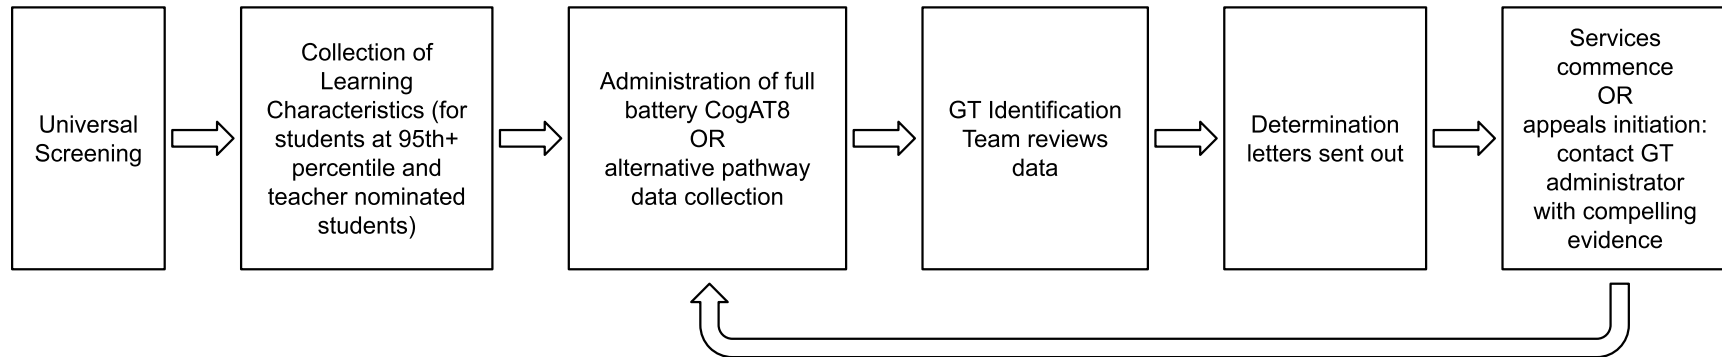 Universal
Screening
Collection of
Learning
Characteristics (for
students at 95th+
percentile and
teacher nominated
students)
Administration of full
battery CogAT8
OR
alternative pathway
data collection
GT Identification
Team reviews
data
Determination
letters sent out
Services
commence
OR
appeals initiation:
contact GT
administrator
with compelling
evidence